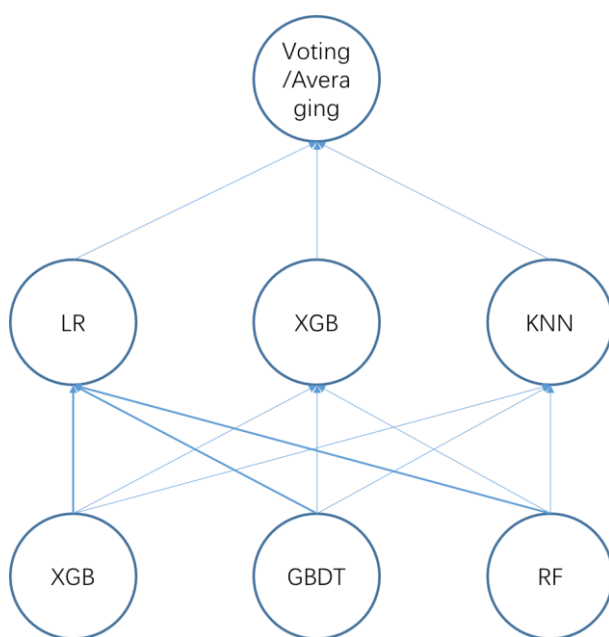 Voting
/Avera
ging
LR
XGB
KNN
XGB
GBDT
RF